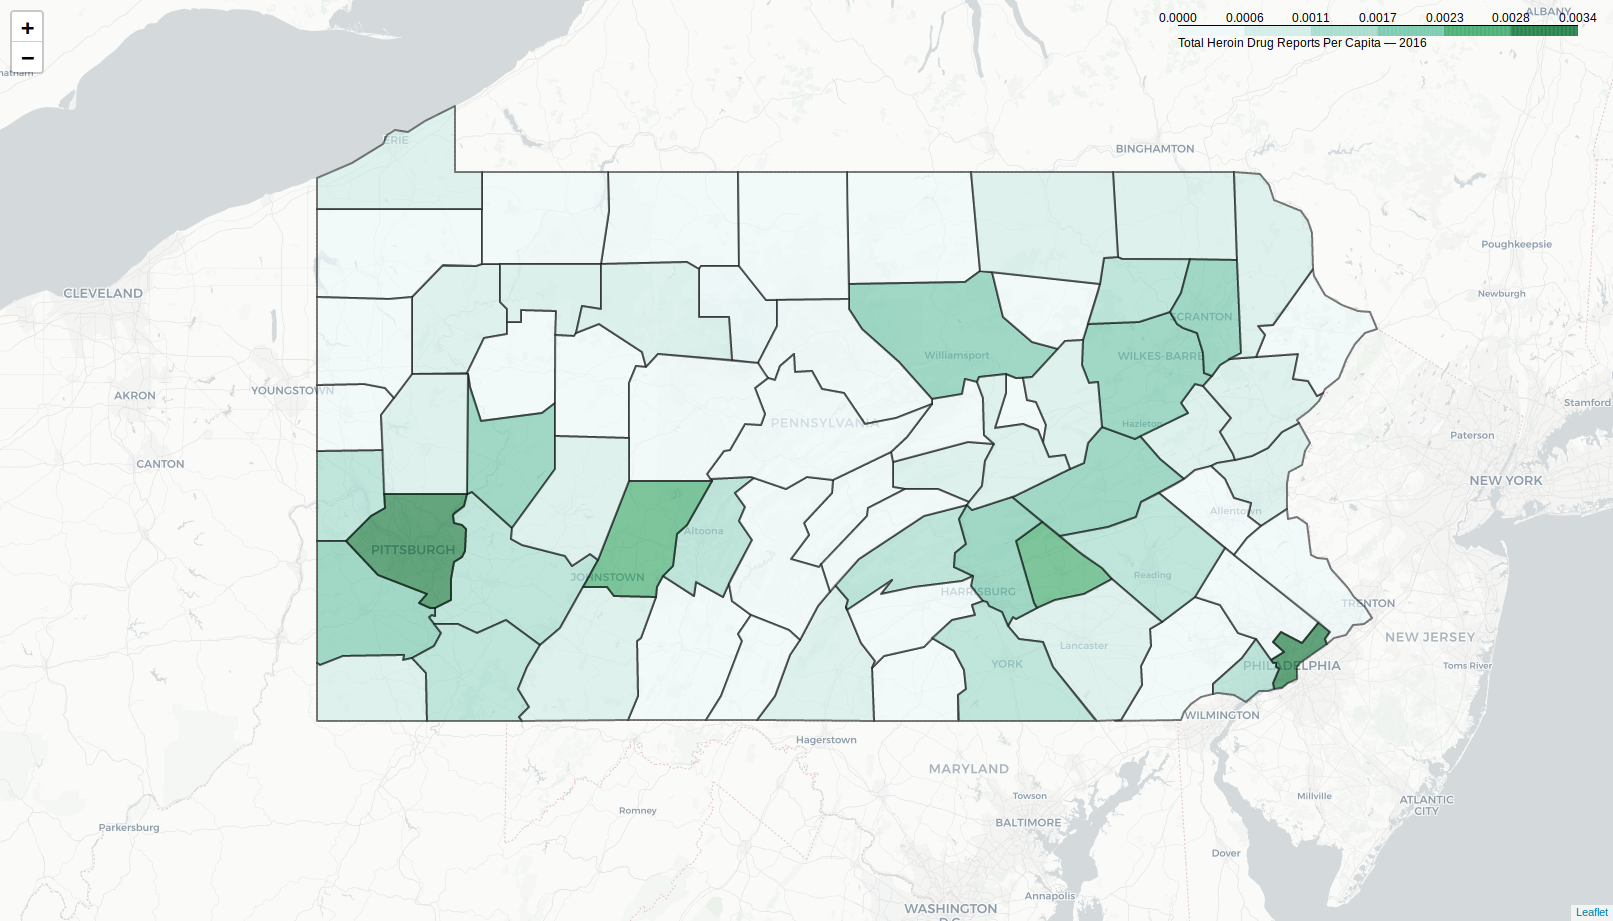 +
−
0.0000 0.0006 0.0011 0.0017 0.0023 0.0028 0.0034
Total Heroin Drug Reports Per Capita — 2016
ALBANY
ERIE
BINGHAMTON
Poughkeepsie
CLEVELAND
Newburgh
SCRANTON
Williamsport
WILKES-BARRE
YOUNGSTOWN
AKRON
Stamford
PENNSYLVANIA
Hazleton
Paterson
CANTON
NEW YORK
Allentown
Altoona
PITTSBURGH
JOHNSTOWN
Reading
HARRISBURG
TRENTON
NEW JERSEY
Lancaster
YORK
PHILADELPHIA
Toms River
WILMINGTON
Hagerstown
MARYLAND
Towson
Millville
ATLANTIC
CITY
Romney
BALTIMORE
Parkersburg
Dover
Annapolis
WASHINGTON
D.C.
Leaflet